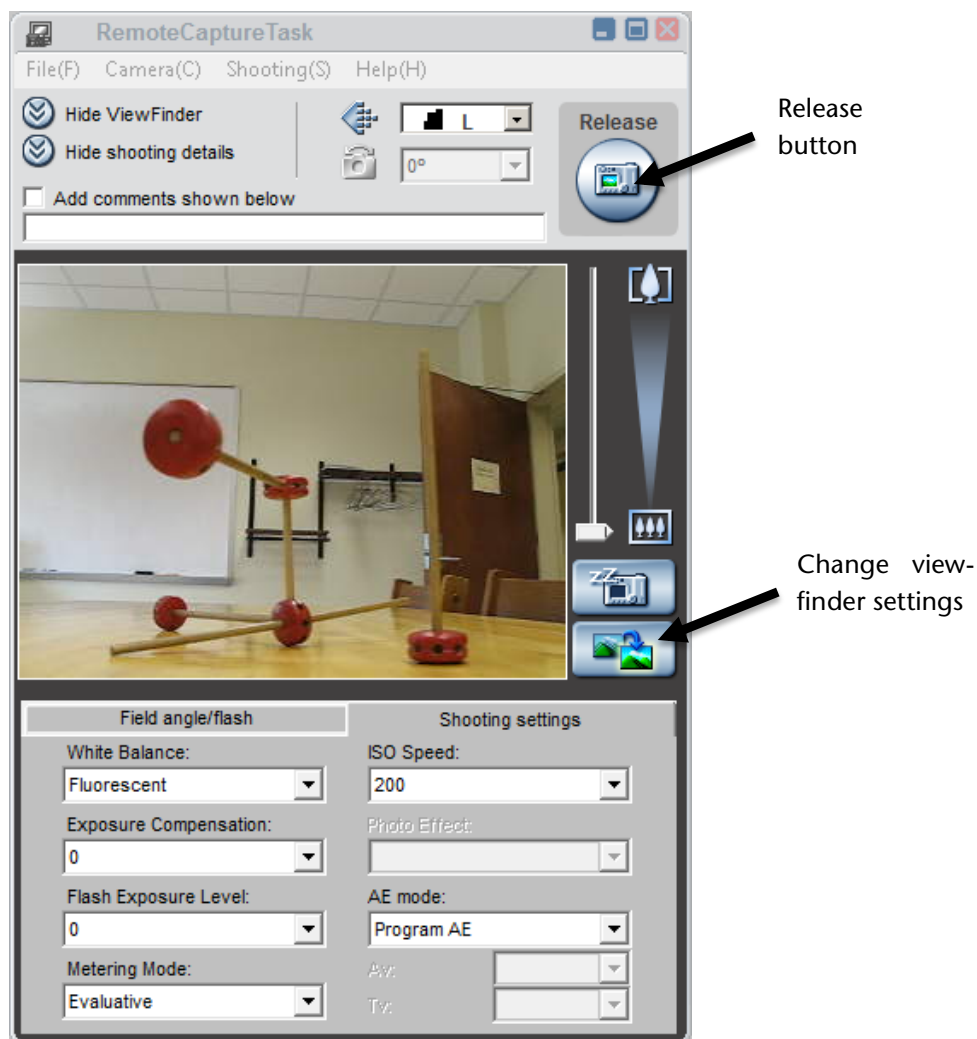 RemoteCaptureTask
File(F) Camera(C) Shooting(S) Help(H)
Hide ViewFinder
Hide shooting details
L
0°
Release
Add comments shown below
Release
button
Change view-
finder settings
Field angle/flash
Shooting settings
White Balance:
Fluorescent
ISO Speed:
200
Exposure Compensation:
0
Photo Effect:
Flash Exposure Level:
0
AE mode:
Program AE
Metering Mode:
Evaluative
Av:
Tv: